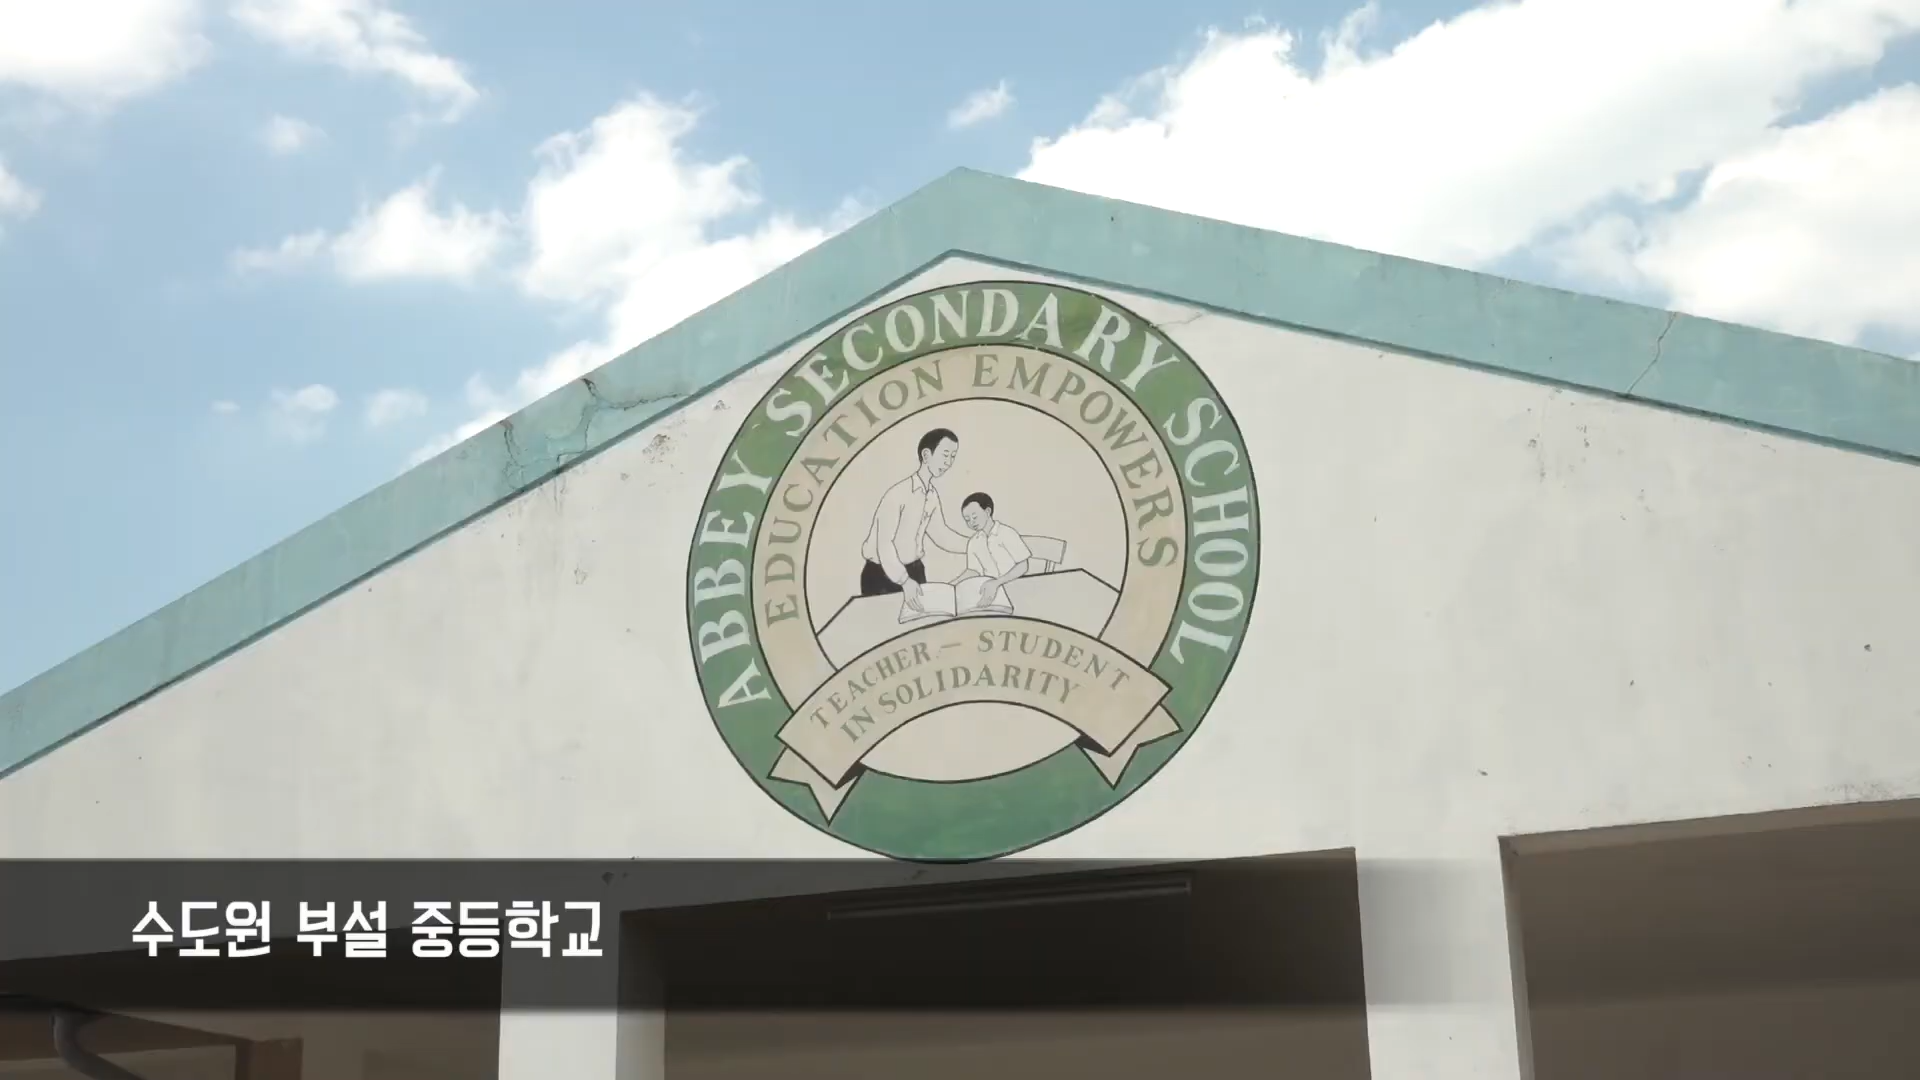 ABBEY SECONDARY SCHOOL
EDUCATION EMPOWERS
TEACHER – STUDENT
IN SOLIDARITY
수도원 부설 중등학교